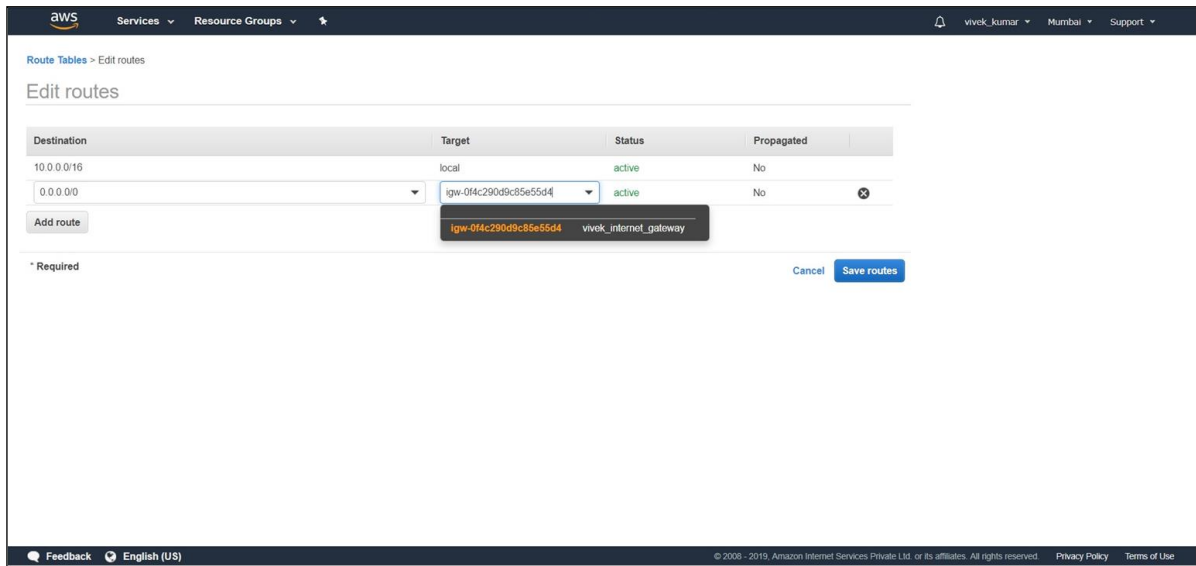 aws Services Resource Groups vivek_kumar Mumbai Support
Route Tables > Edit routes
Edit routes
Destination Target Status Propagated
10.0.0.0/16 local active No
0.0.0.0/0 igw-0f4c290d9c85e55d4 active No
Add route
igw-0f4c290d9c85e55d4 vivek_internet_gateway
* Required
Cancel Save routes
Feedback English (US) © 2008 - 2019, Amazon Internet Services Private Ltd. or its affiliates. All rights reserved. Privacy Policy Terms of Use